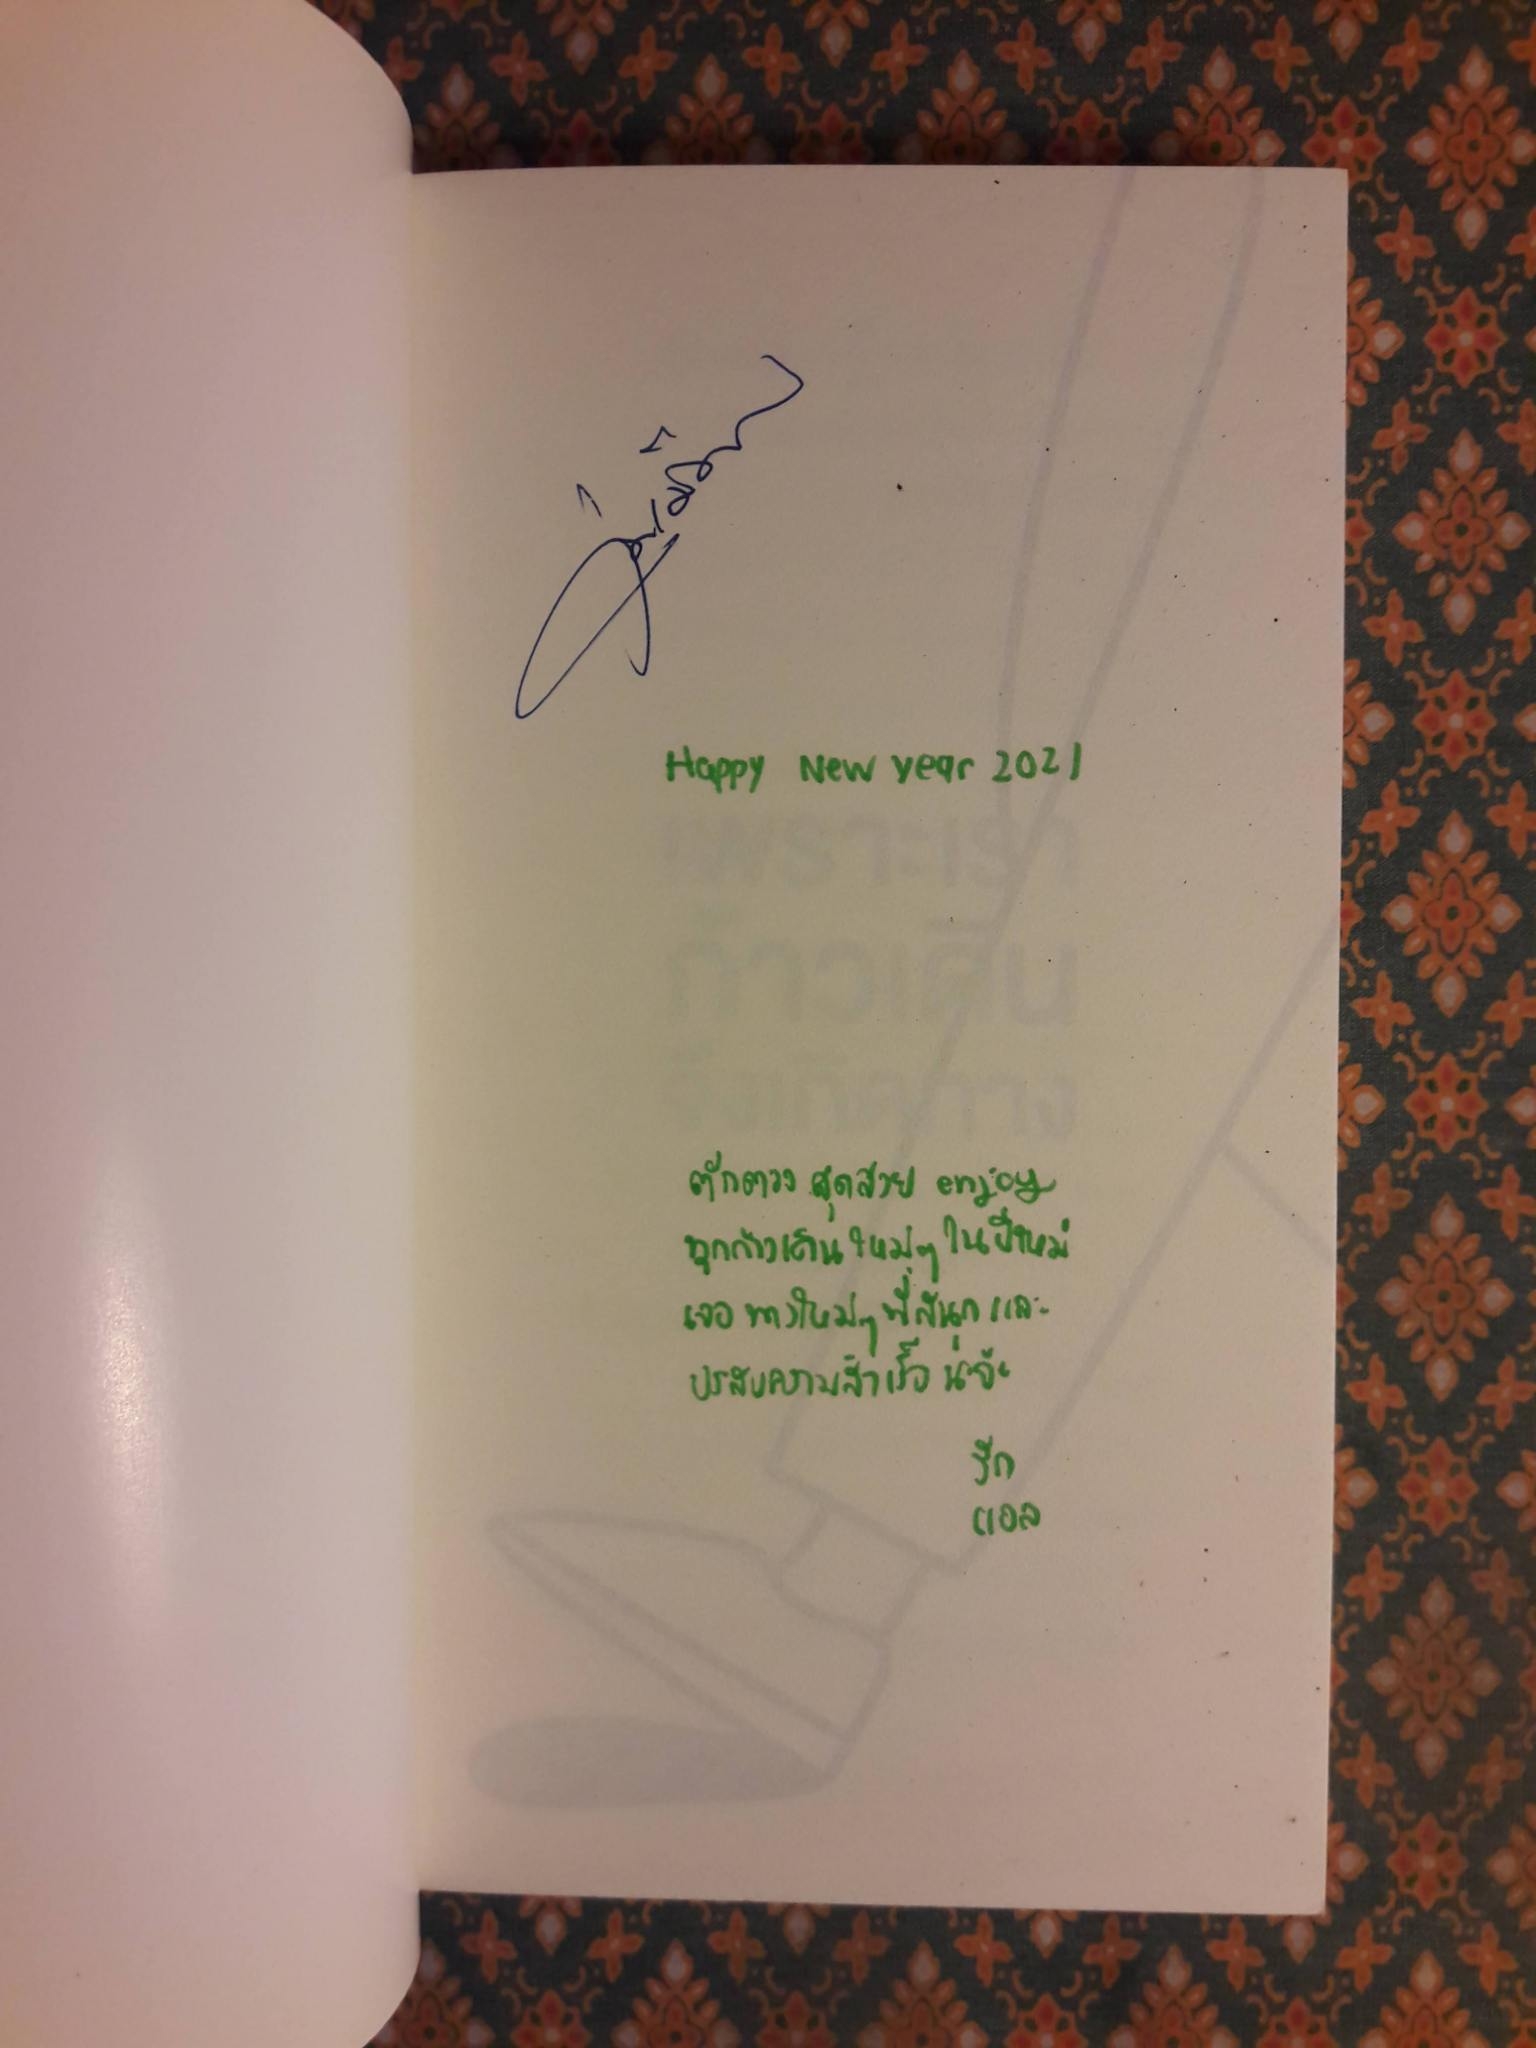 Happy New Year 2021
เพราะเรา
ก้าวเดิน
จึงเกิดทาง
ตักตวง สุดสวย enjoy
ทุกก้าวเดิน ใหม่ๆ ในปีใหม่
เจอ ทางใหม่ๆ ที่สนุก และ
ประสบความสำเร็จ น่ะจ๊ะ
รัก
แอล